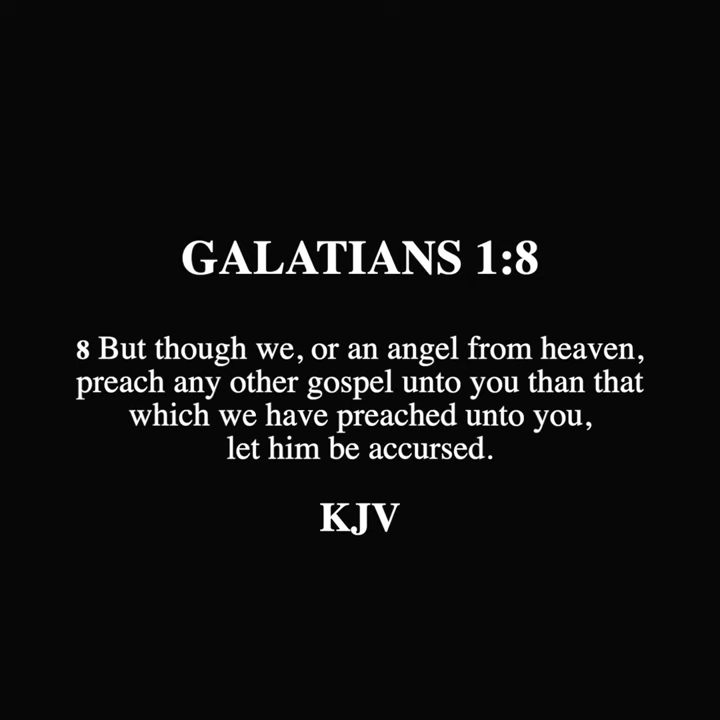 GALATIANS 1:8
8 But though we, or an angel from heaven,
preach any other gospel unto you than that
which we have preached unto you,
let him be accursed.
KJV